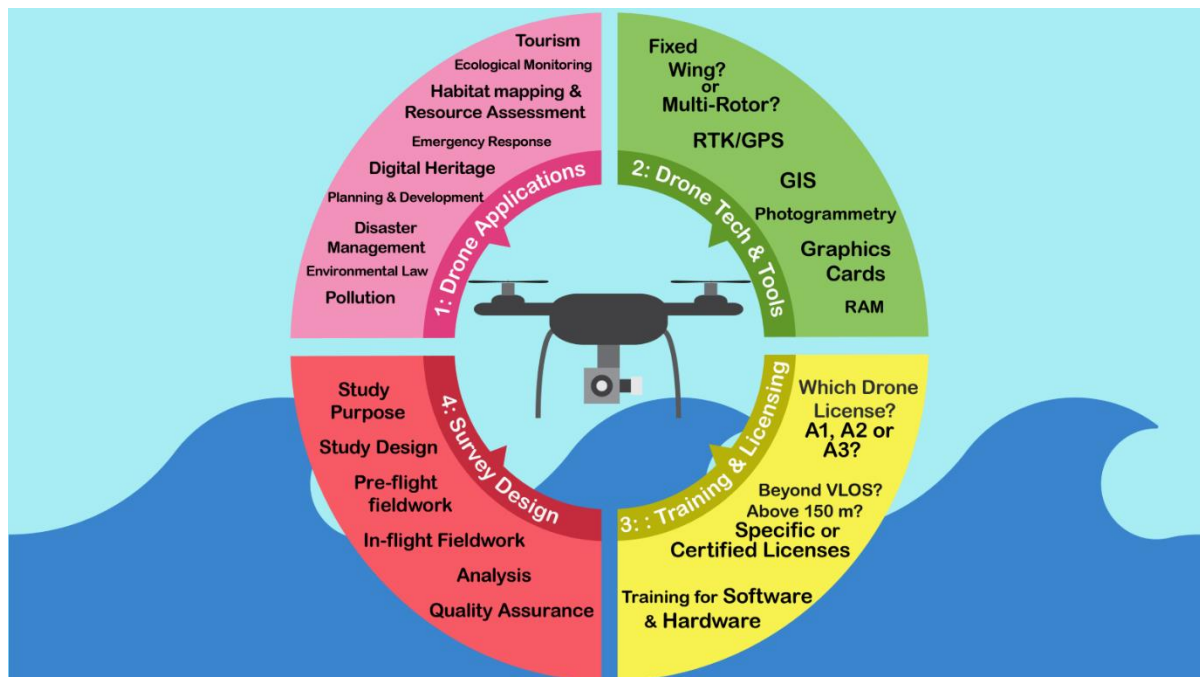 1: Drone Applications
Tourism
Ecological Monitoring
Habitat mapping &
Resource Assessment
Emergency Response
Digital Heritage
Planning & Development
Disaster
Management
Environmental Law
Pollution
2: Drone Tech & Tools
Fixed
Wing?
or
Multi-Rotor?
RTK/GPS
GIS
Photogrammetry
Graphics
Cards
RAM
3: : Training & Licensing
Which Drone
License?
A1, A2 or
A3?
Beyond VLOS?
Above 150 m?
Specific or
Certified Licenses
Training for Software
& Hardware
4: Survey Design
Study
Purpose
Study Design
Pre-flight
fieldwork
In-flight Fieldwork
Analysis
Quality Assurance